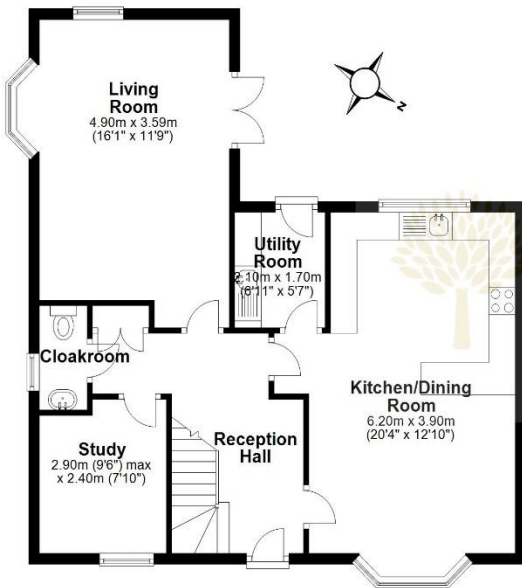 Living
Room
4.90m x 3.59m
(16'1" x 11'9")
N
Utility
Room
2.10m x 1.70m
(6'11" x 5'7")
Cloakroom
Kitchen/Dining
Room
6.20m x 3.90m
(20'4" x 12'10")
Reception
Hall
Study
2.90m (9'6") max
x 2.40m (7'10")